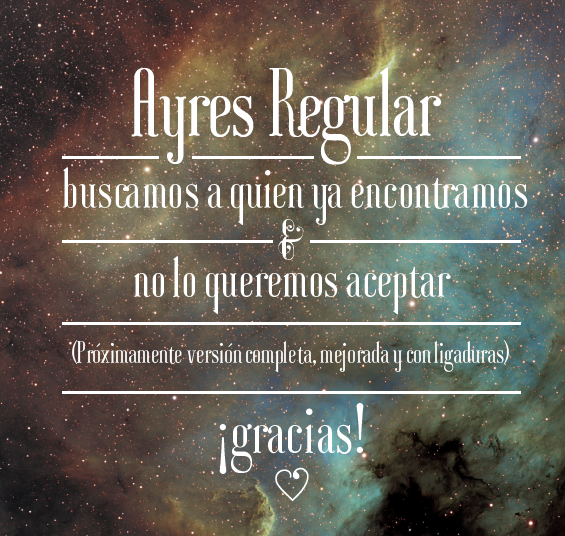 Ayres Regular
buscamos a quien ya encontramos
&
no lo queremos aceptar
(Próximamente versión completa, mejorada y con ligaduras)
¡gracias!